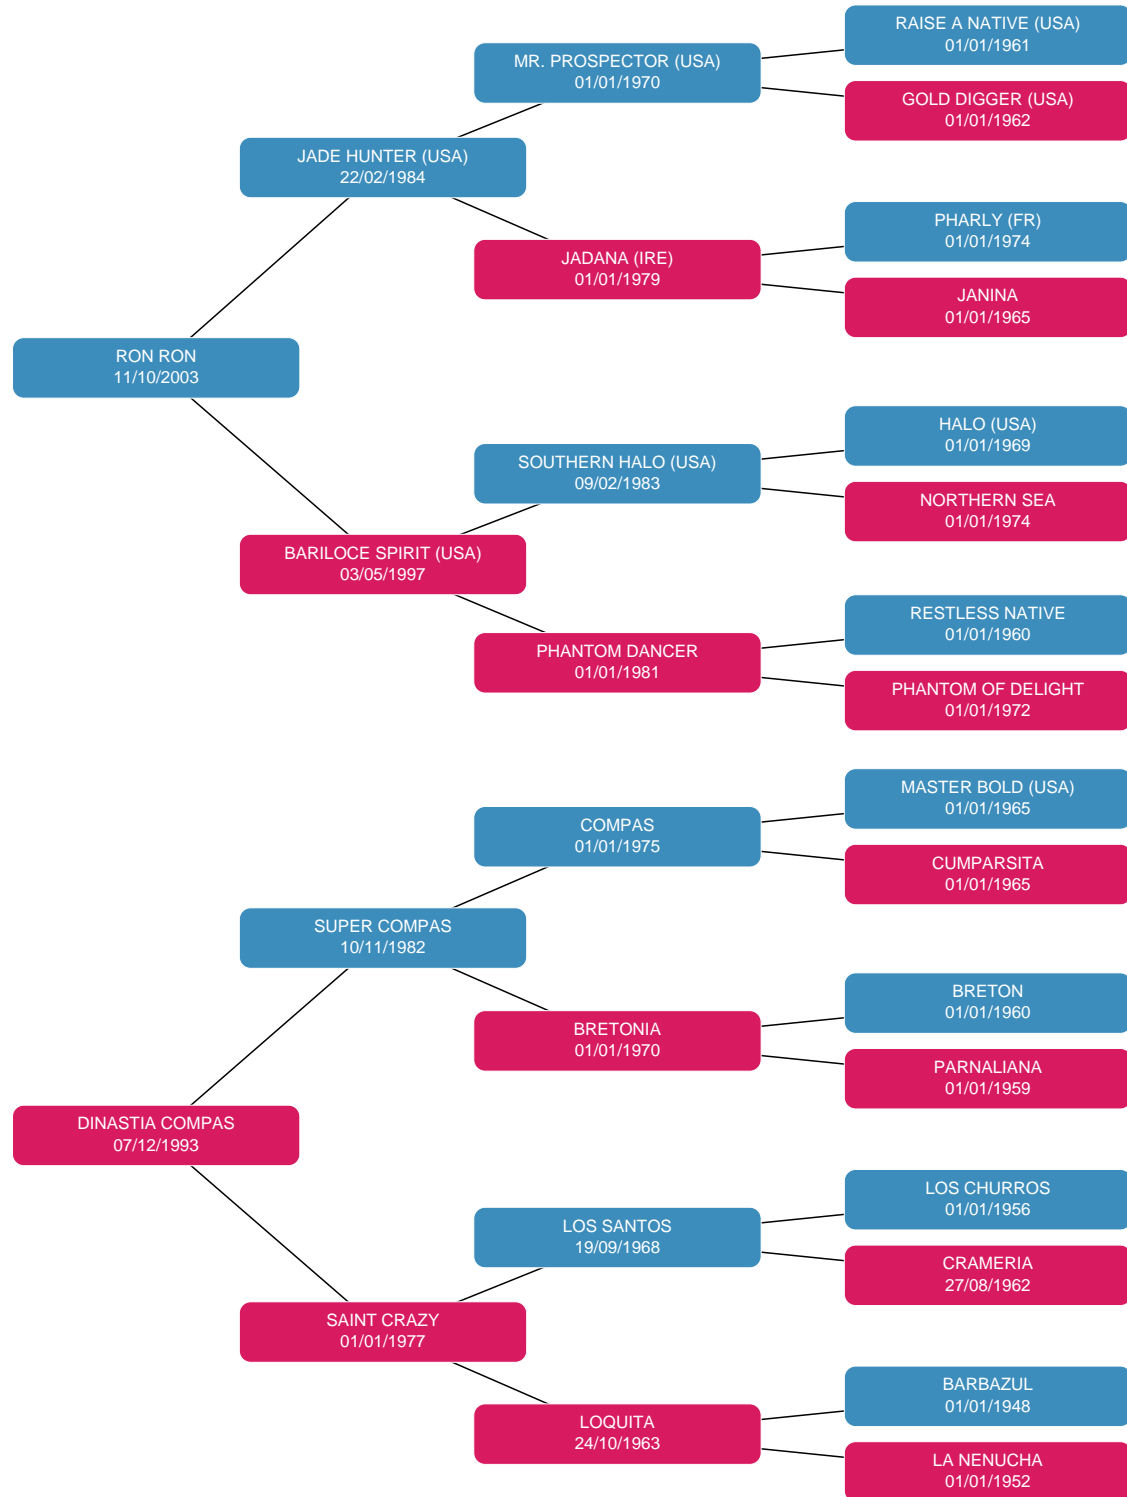 RAISE A NATIVE (USA)
01/01/1961
MR. PROSPECTOR (USA)
01/01/1970
GOLD DIGGER (USA)
01/01/1962
JADE HUNTER (USA)
22/02/1984
PHARLY (FR)
01/01/1974
JADANA (IRE)
01/01/1979
JANINA
01/01/1965
RON RON
11/10/2003
HALO (USA)
01/01/1969
SOUTHERN HALO (USA)
09/02/1983
NORTHERN SEA
01/01/1974
BARILOCE SPIRIT (USA)
03/05/1997
RESTLESS NATIVE
01/01/1960
PHANTOM DANCER
01/01/1981
PHANTOM OF DELIGHT
01/01/1972
MASTER BOLD (USA)
01/01/1965
COMPAS
01/01/1975
CUMPARSITA
01/01/1965
SUPER COMPAS
10/11/1982
BRETON
01/01/1960
BRETONIA
01/01/1970
PARNALIANA
01/01/1959
DINASTIA COMPAS
07/12/1993
LOS CHURROS
01/01/1956
LOS SANTOS
19/09/1968
CRAMERIA
27/08/1962
SAINT CRAZY
01/01/1977
BARBAZUL
01/01/1948
LOQUITA
24/10/1963
LA NENUCHA
01/01/1952